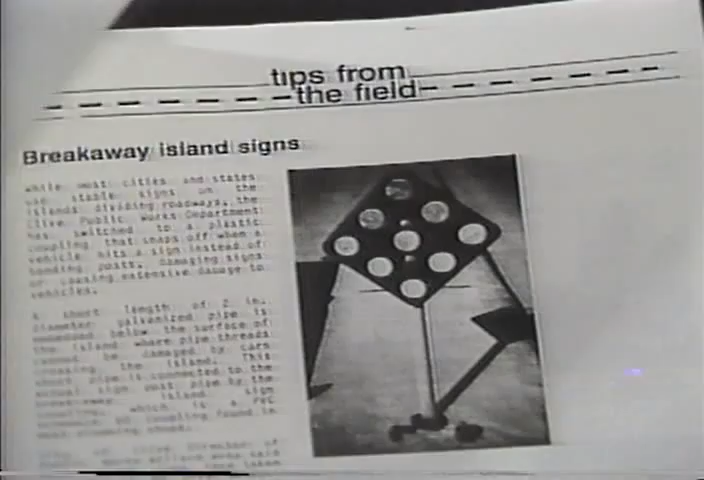 tips from
the field
Breakaway island signs
While most cities and states
use stable signs on the
islands dividing roadways, the
Clive Public Works Department
has switched to a plastic
coupling that snaps off when a
vehicle hits a sign instead of
bending posts, damaging signs
or causing extensive damage to
vehicles.
A short length of 2 in.
diameter galvanized pipe is
embedded below the surface of
the island where pipe threads
cannot be damaged by cars
crossing the island. This
short pipe is connected to the
actual sign post pipe by the
breakaway island sign
coupling, which is a PVC
coupling found in